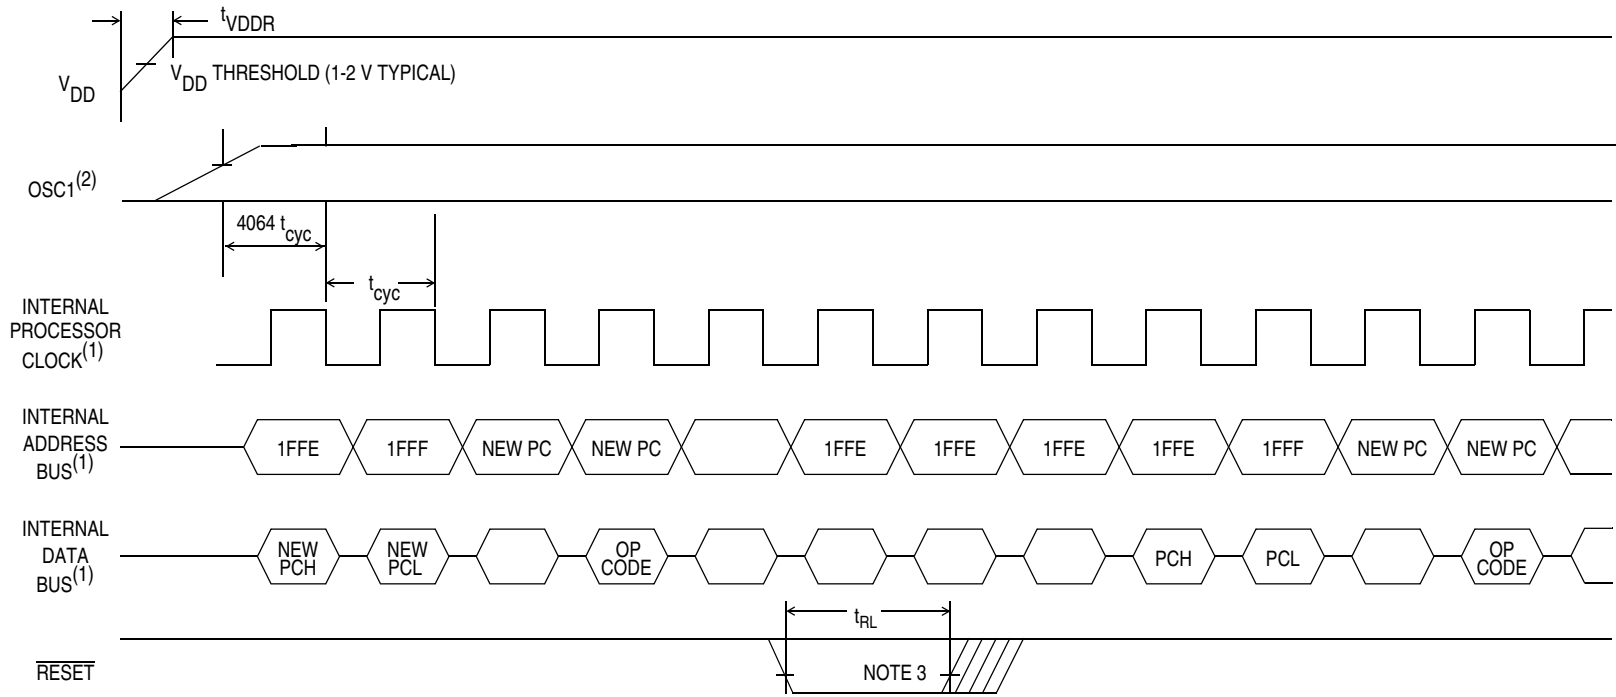 tVDDR
VDD THRESHOLD (1-2 V TYPICAL)
VDD
OSC1(2)
4064 tcyc
tcyc
INTERNAL
PROCESSOR
CLOCK(1)
INTERNAL
ADDRESS
BUS(1)
1FFE 1FFF NEW PC NEW PC 1FFE 1FFE 1FFE 1FFE 1FFF NEW PC NEW PC
INTERNAL
DATA
BUS(1)
NEW PCH
NEW PCL
OP CODE
PCH
PCL
OP CODE
tRL
RESET
NOTE 3